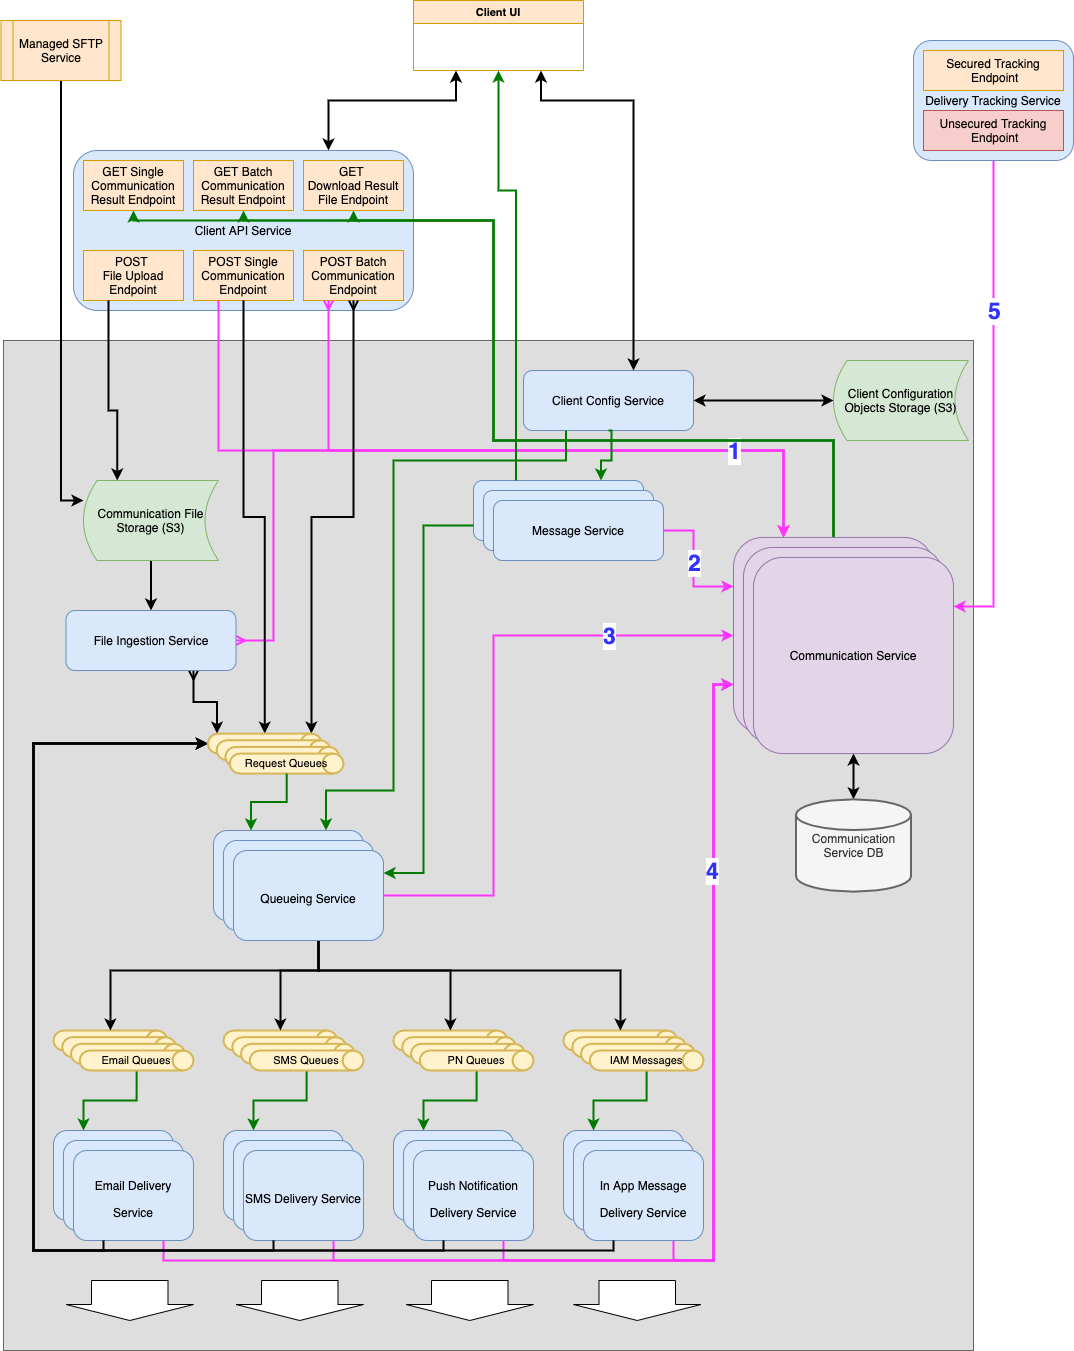 Client UI
Managed SFTP
Service
Secured Tracking
Endpoint
Delivery Tracking Service
Unsecured Tracking
Endpoint
GET Single
Communication
Result Endpoint
GET Batch
Communication
Result Endpoint
GET
Download Result
File Endpoint
Client API Service
POST
File Upload
Endpoint
POST Single
Communication
Endpoint
POST Batch
Communication
Endpoint
5
Client Config Service
Client Configuration
Objects Storage (S3)
1
Communication File
Storage (S3)
Message Service
2
File Ingestion Service
3
Communication Service
Request Queues
Communication
Service DB
4
Queueing Service
Email Queues
SMS Queues
PN Queues
IAM Messages
Email Delivery
Service
SMS Delivery Service
Push Notification
Delivery Service
In App Message
Delivery Service